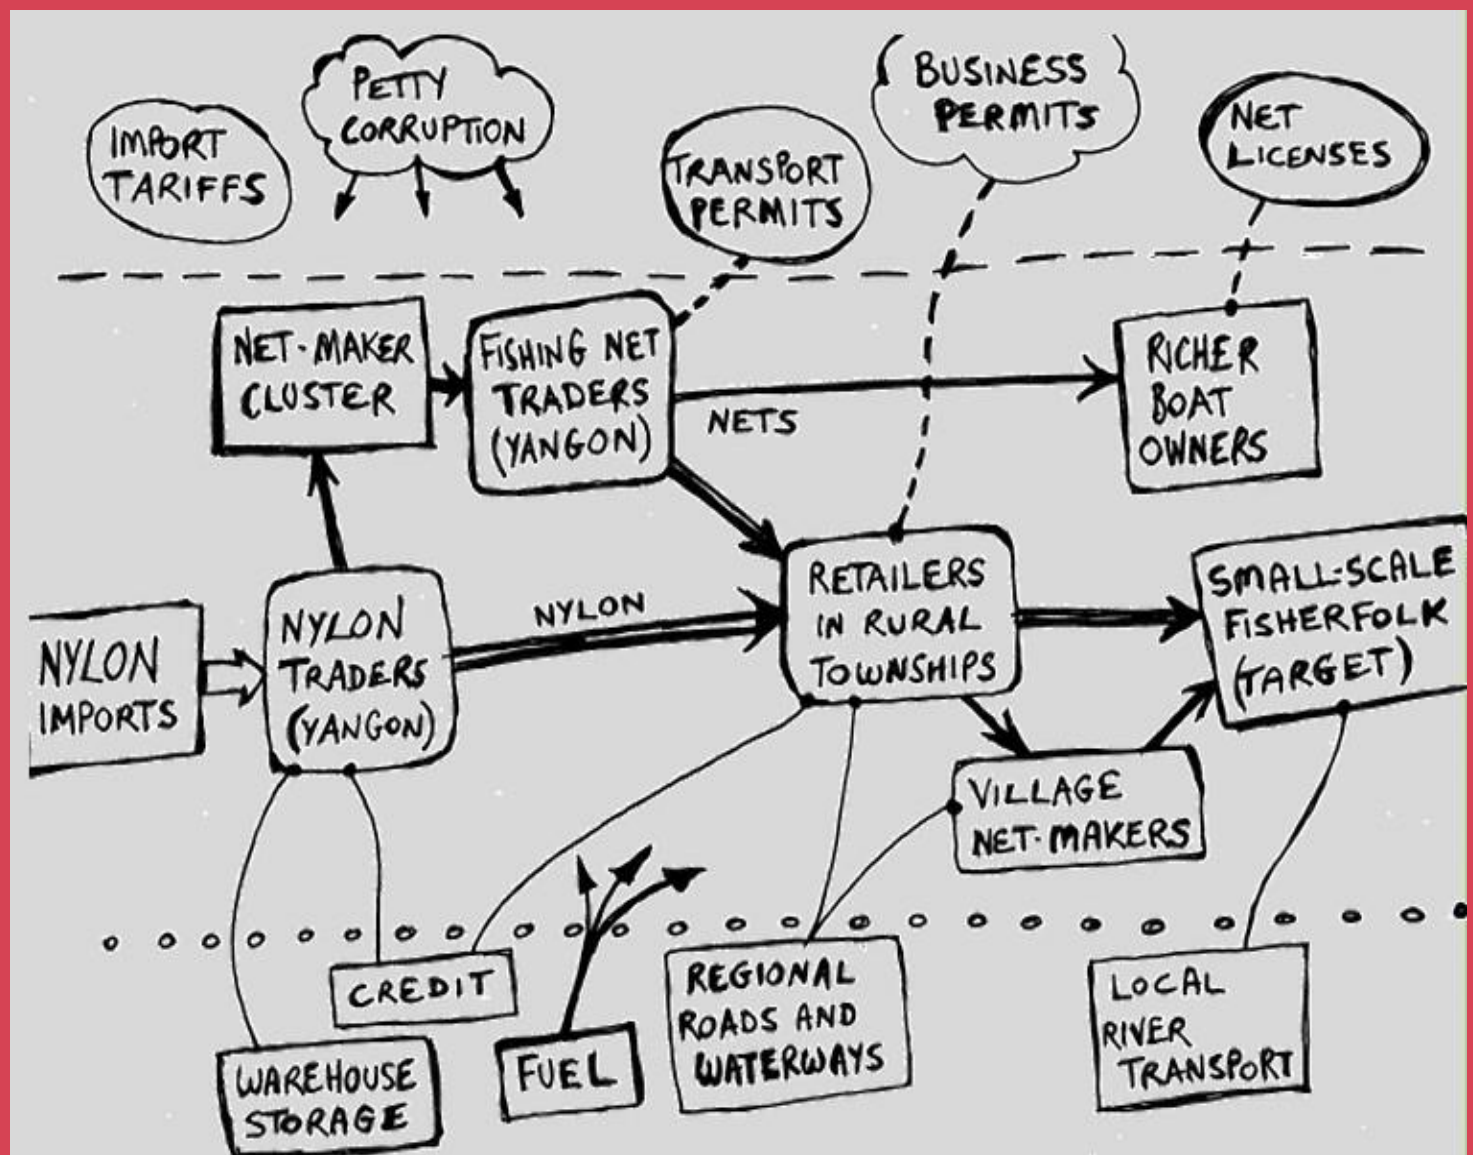 PETTY
CORRUPTION
BUSINESS
PERMITS
IMPORT
TARIFFS
TRANSPORT
PERMITS
NET
LICENSES
NET-MAKER
CLUSTER
FISHING NET
TRADERS
(YANGON)
NETS
RICHER
BOAT
OWNERS
NYLON
IMPORTS
NYLON
TRADERS
(YANGON)
NYLON
RETAILERS
IN RURAL
TOWNSHIPS
SMALL-SCALE
FISHERFOLK
(TARGET)
VILLAGE
NET-MAKERS
CREDIT
WAREHOUSE
STORAGE
FUEL
REGIONAL
ROADS AND
WATERWAYS
LOCAL
RIVER
TRANSPORT